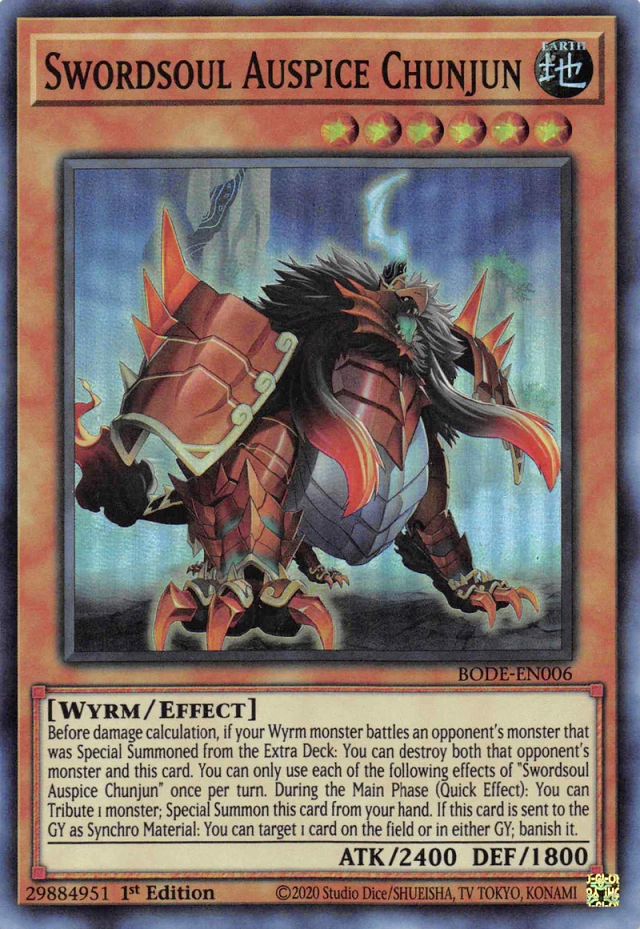 Swordsoul Auspice Chunjun
EARTH
地
BODE-EN006
[Wyrm/Effect]
Before damage calculation, if your Wyrm monster battles an opponent's monster that
was Special Summoned from the Extra Deck: You can destroy both that opponent's
monster and this card. You can only use each of the following effects of "Swordsoul
Auspice Chunjun" once per turn. During the Main Phase (Quick Effect): You can
Tribute 1 monster; Special Summon this card from your hand. If this card is sent to the
GY as Synchro Material: You can target 1 card on the field or in either GY; banish it.
ATK/2400 DEF/1800
29884951 1st Edition ©2020 Studio Dice/SHUEISHA, TV TOKYO, KONAMI